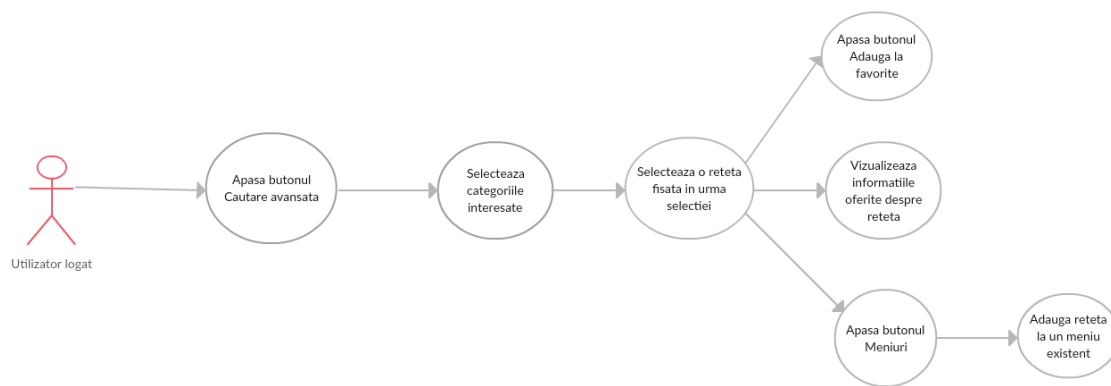 Utilizator logat
Apasa butonul
Cautare avansata
Selecteaza
categoriile
interesate
Selecteaza o reteta
fisata in urma
selectiei
Apasa butonul
Adauga la
favorite
Vizualizeaza
informatiile
oferite despre
reteta
Apasa butonul
Meniuri
Adauga reteta
la un meniu
existent